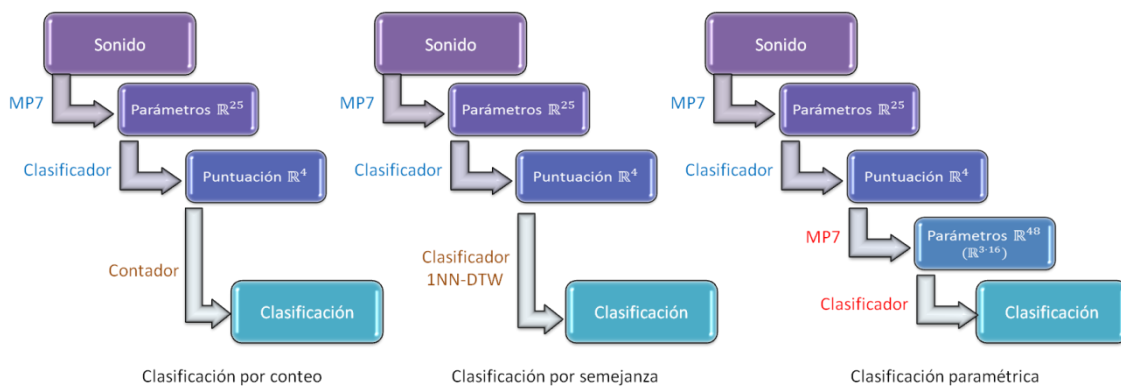 Sonido
MP7
Parámetros ℝ²⁵
Clasificador
Puntuación ℝ⁴
Contador
Clasificación
Clasificación por conteo
Sonido
MP7
Parámetros ℝ²⁵
Clasificador
Puntuación ℝ⁴
Clasificador
1NN-DTW
Clasificación
Clasificación por semejanza
Sonido
MP7
Parámetros ℝ²⁵
Clasificador
Puntuación ℝ⁴
MP7
Parámetros ℝ⁴⁸
(ℝ³·¹⁶)
Clasificador
Clasificación
Clasificación paramétrica